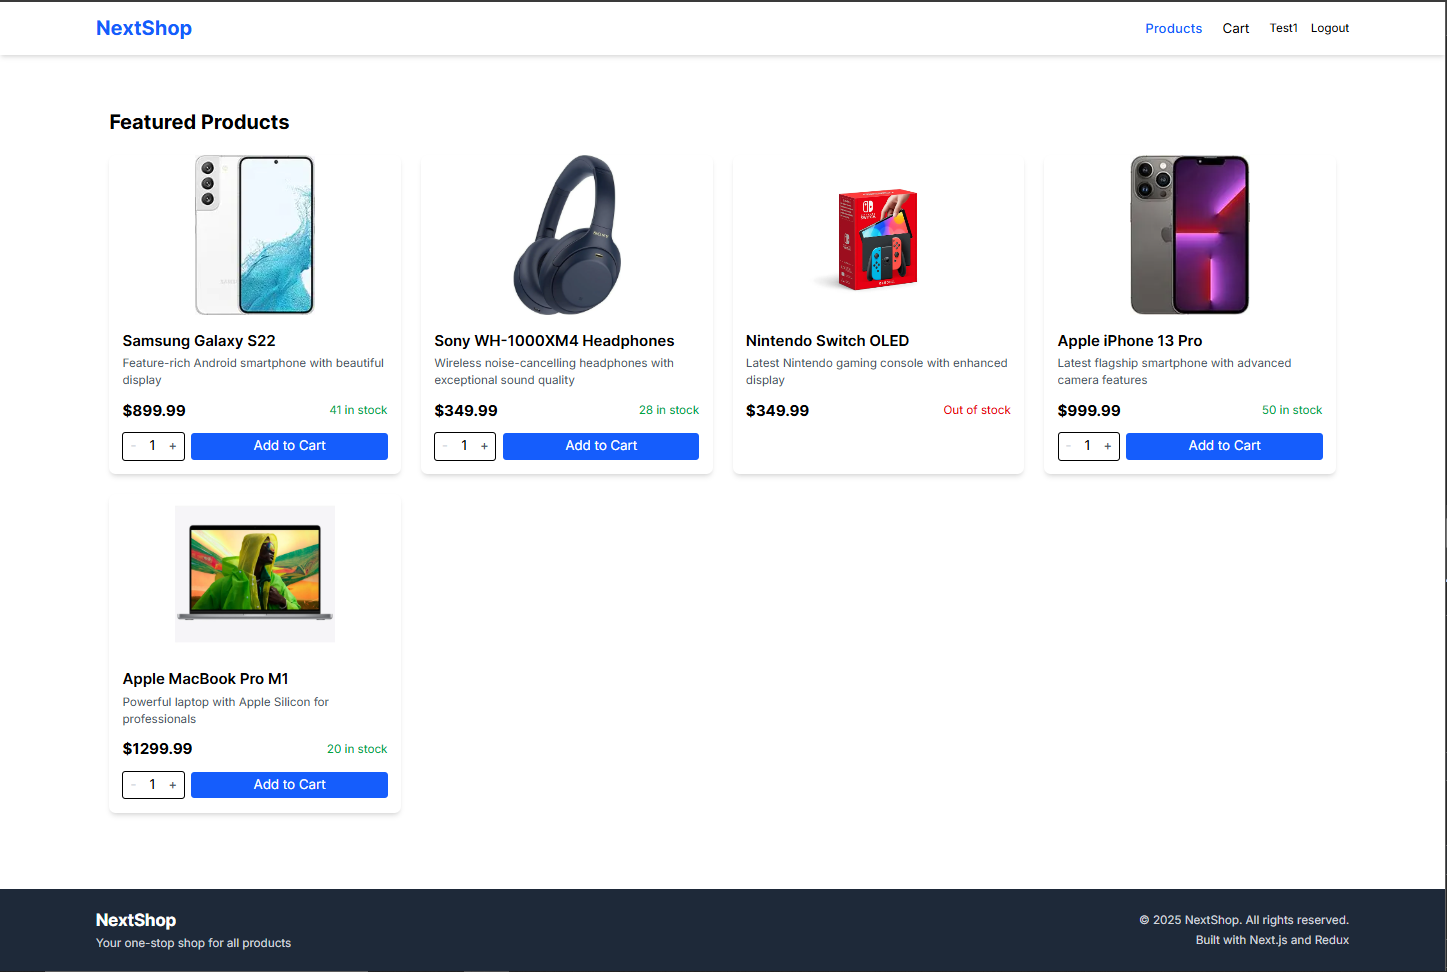 NextShop
Products Cart Test1 Logout
Featured Products
Samsung Galaxy S22
Feature-rich Android smartphone with beautiful
display
$899.99 41 in stock
- 1 + Add to Cart
SONY
Sony WH-1000XM4 Headphones
Wireless noise-cancelling headphones with
exceptional sound quality
$349.99 28 in stock
- 1 + Add to Cart
Nintendo Switch OLED
Latest Nintendo gaming console with enhanced
display
$349.99 Out of stock
Apple iPhone 13 Pro
Latest flagship smartphone with advanced
camera features
$999.99 50 in stock
- 1 + Add to Cart
Apple MacBook Pro M1
Powerful laptop with Apple Silicon for
professionals
$1299.99 20 in stock
- 1 + Add to Cart
NextShop
Your one-stop shop for all products
© 2025 NextShop. All rights reserved.
Built with Next.js and Redux